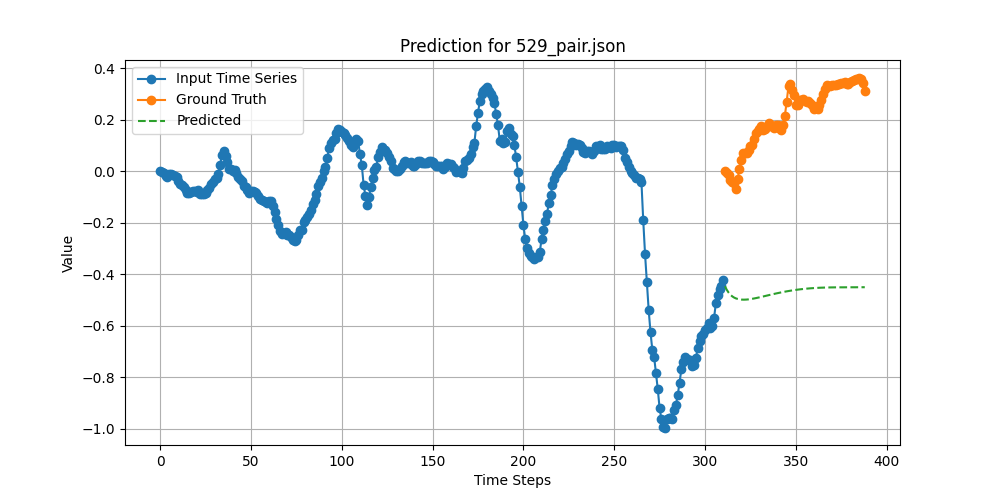 Prediction for 529_pair.json
Input Time Series
Ground Truth
Predicted
Value
0.4
0.2
0.0
−0.2
−0.4
−0.6
−0.8
−1.0
0 50 100 150 200 250 300 350 400
Time Steps